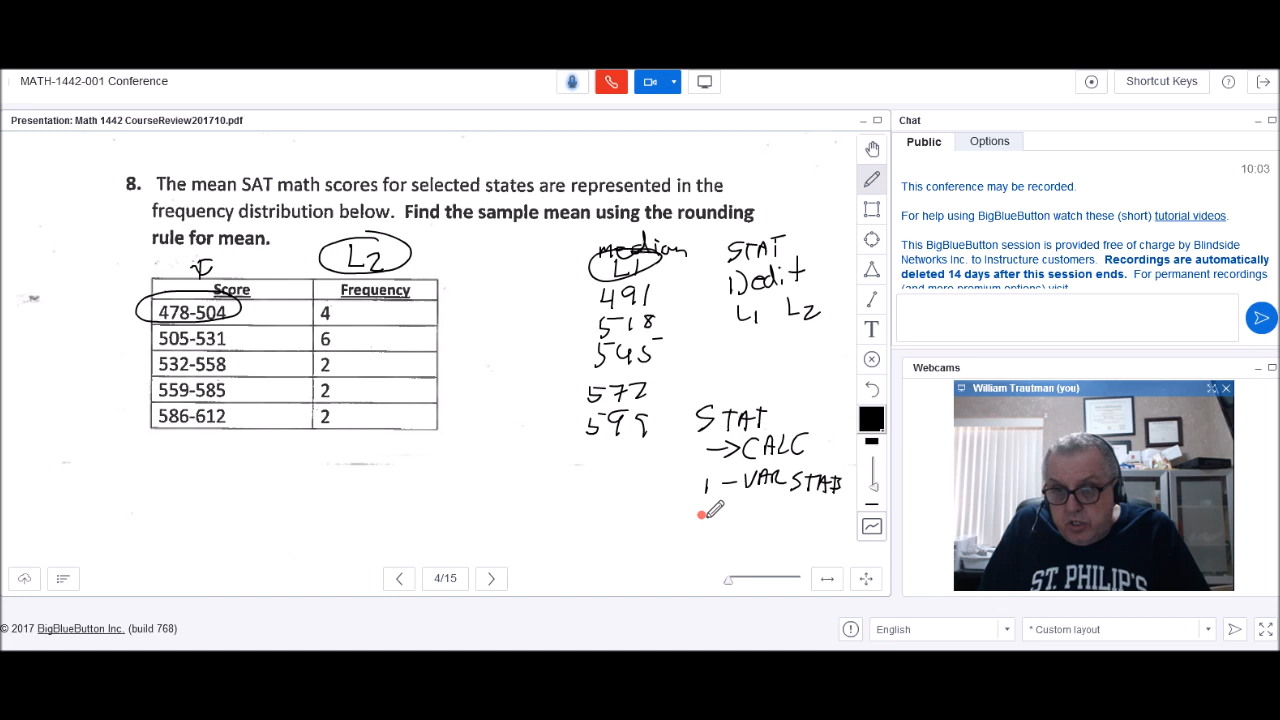 MATH-1442-001 Conference
Shortcut Keys
Presentation: Math 1442 CourseReview201710.pdf
8. The mean SAT math scores for selected states are represented in the
frequency distribution below. Find the sample mean using the rounding
rule for mean.
L2
Score Frequency
478-504 4
505-531 6
532-558 2
559-585 2
586-612 2
median
L1
491
518
545
572
599
STAT
1) edit
L1 L2
STAT
→CALC
1-VAR STATS
4/15
Chat
Public Options
10:03
This conference may be recorded.
For help using BigBlueButton watch these (short) tutorial videos.
This BigBlueButton session is provided free of charge by Blindside
Networks Inc. to Instructure customers. Recordings are automatically
deleted 14 days after this session ends. For permanent recordings
(and more premium options) visit
Webcams
William Trautman (you)
ST. PHILIP'S
© 2017 BigBlueButton Inc. (build 768)
English
* Custom layout